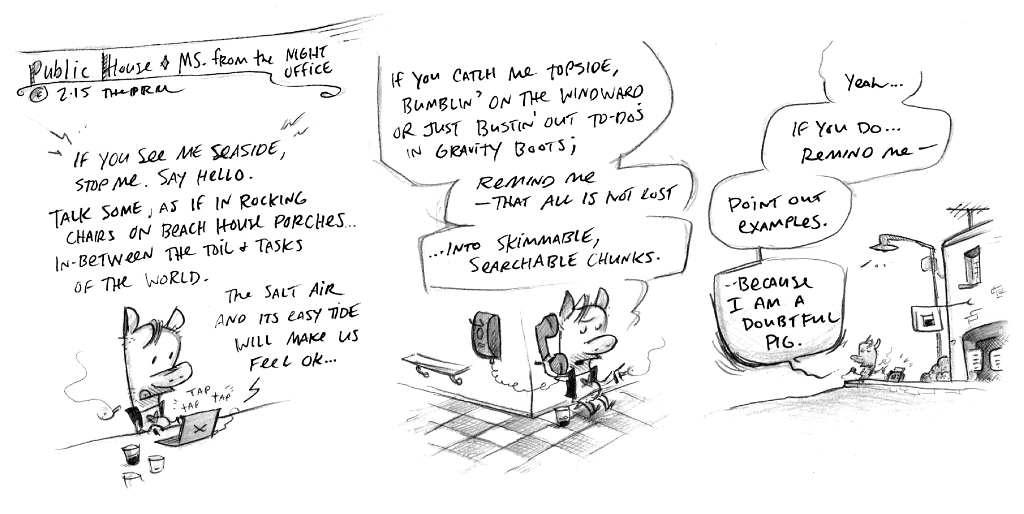 Public House & MS. from the NIGHT OFFICE
2.15
IF YOU SEE ME SEASIDE,
STOP ME. SAY HELLO.
TALK SOME, AS IF IN ROCKING
CHAIRS ON BEACH HOUSE PORCHES...
IN-BETWEEN THE TOIL & TASKS
OF THE WORLD.
THE SALT AIR
AND ITS EASY TIDE
WILL MAKE US
FEEL OK...
TAP
TAP
TAP
X
IF YOU CATCH ME TOPSIDE,
BUMBLIN' ON THE WINDWARD
OR JUST BUSTIN' OUT TO-DO'S
IN GRAVITY BOOTS;
REMIND ME
—THAT ALL IS NOT LOST
...INTO SKIMMABLE,
SEARCHABLE CHUNKS.
YEAH...
IF YOU DO...
REMIND ME—
POINT OUT
EXAMPLES.
--BECAUSE
I AM A
DOUBTFUL
PIG.